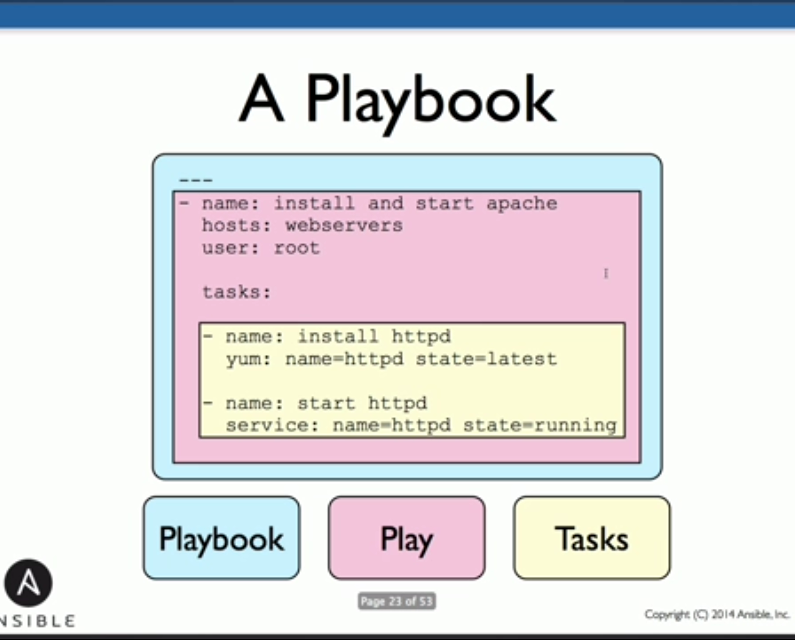 A Playbook
---
- name: install and start apache
hosts: webservers
user: root
tasks:
- name: install httpd
yum: name=httpd state=latest
- name: start httpd
service: name=httpd state=running
Playbook
Play
Tasks
A
NSIBLE
Page 23 of 53
Copyright (C) 2014 Ansible, Inc.